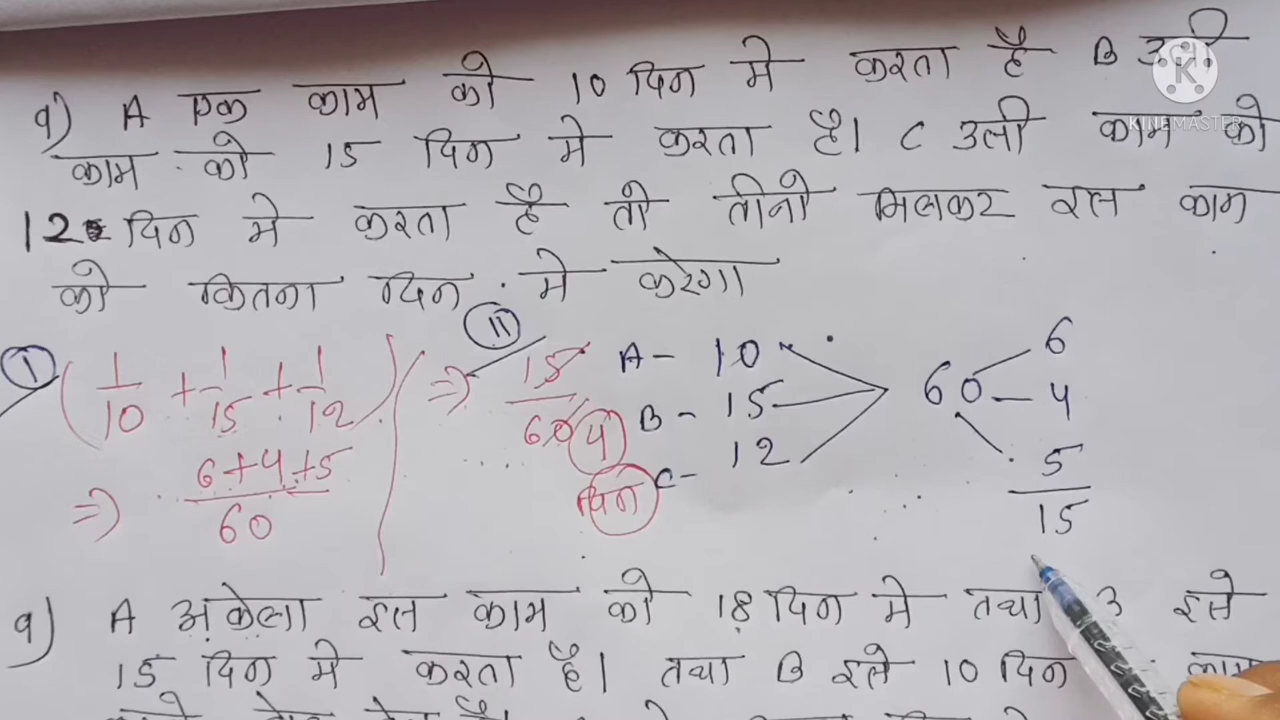 q) A एक काम को 10 दिन मे करता है B उसी
काम को 15 दिन मे करता है। C उसी काम को
12 दिन मे करता है तो तीनो मिलकर इस काम
को कितना दिन मे करेगा
I
(1/10 + 1/15 + 1/12)
=> 6+4+5/60
II
=> 15/60 4
दिन
A - 10
B - 15
C - 12
60
6
4
5
15
q) A अकेला इस काम को 18 दिन मे तथा इसे
15 दिन मे करता है। तथा B इसे 10 दिन
KINEMASTER